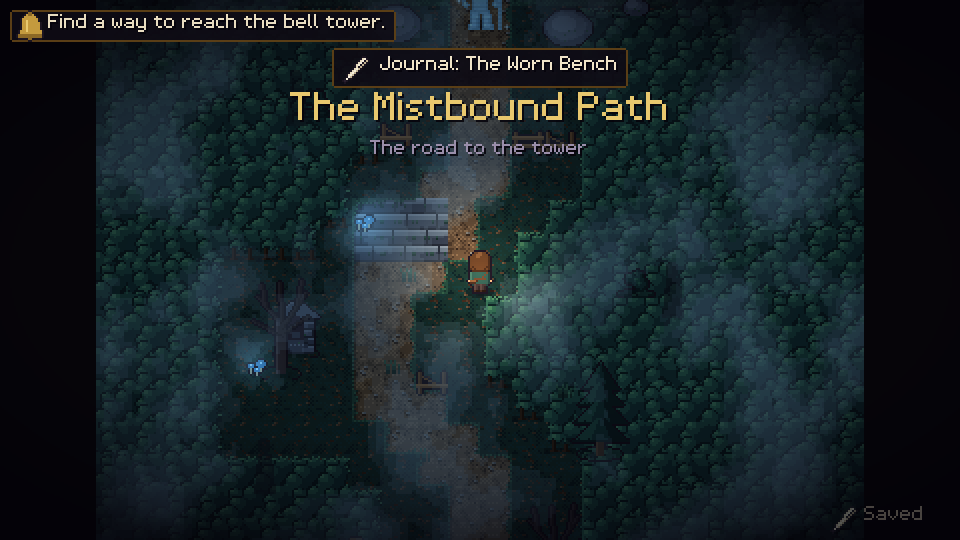 Find a way to reach the bell tower.
Journal: The Worn Bench
The Mistbound Path
The road to the tower
Saved